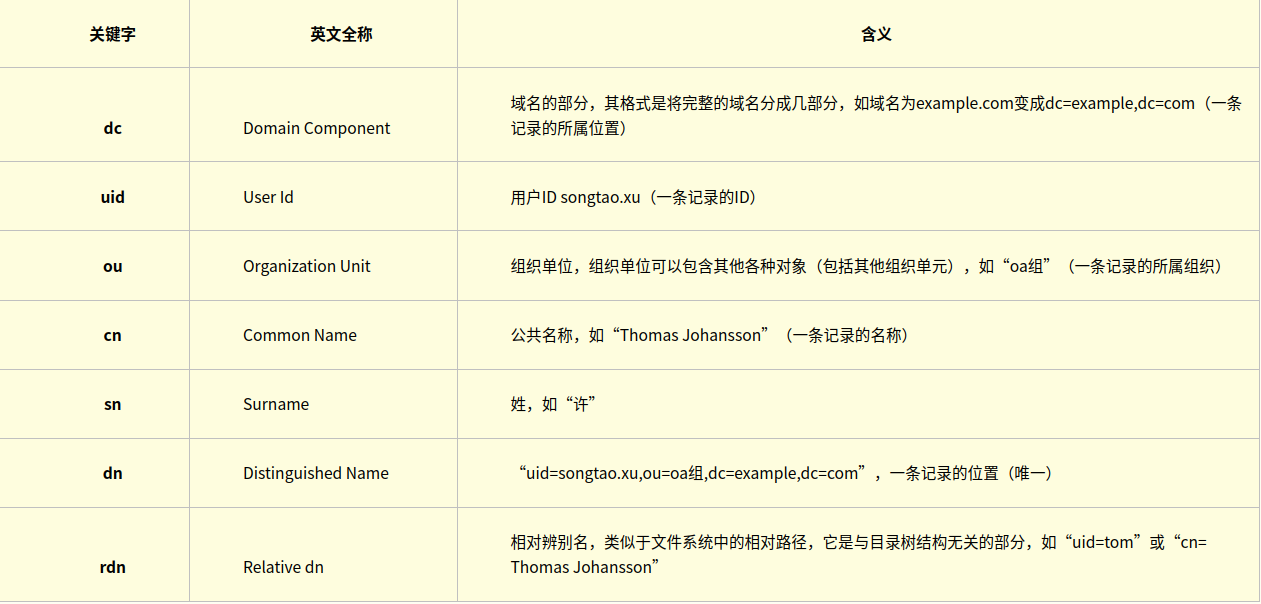 关键字 英文全称 含义
域名的部分，其格式是将完整的域名分成几部分，如域名为example.com变成dc=example,dc=com（一条
dc Domain Component 记录的所属位置）
uid User Id 用户ID songtao.xu（一条记录的ID）
ou Organization Unit 组织单位，组织单位可以包含其他各种对象（包括其他组织单元），如“oa组”（一条记录的所属组织）
cn Common Name 公共名称，如“Thomas Johansson”（一条记录的名称）
sn Surname 姓，如“许”
dn Distinguished Name “uid=songtao.xu,ou=oa组,dc=example,dc=com”，一条记录的位置（唯一）
相对辨别名，类似于文件系统中的相对路径，它是与目录树结构无关的部分，如“uid=tom”或“cn=
rdn Relative dn Thomas Johansson”